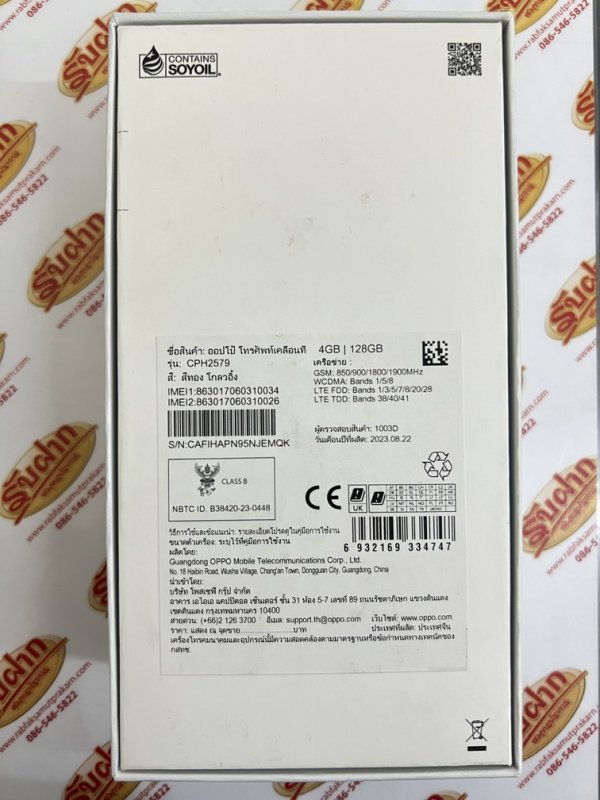 CONTAINS
SOYOIL
ชื่อสินค้า: ออปโป้ โทรศัพท์เคลื่อนที่ 4GB | 128GB
รุ่น: CPH2579
สี: สีทอง โกลวอิ้ง
IMEI1:863017060310034
IMEI2:863017060310026
S/N:CAFIHAPN95NJEMQK
เครือข่าย :
GSM: 850/900/1800/1900MHz
WCDMA: Bands 1/5/8
LTE FDD: Bands 1/3/5/7/8/20/28
LTE TDD: Bands 38/40/41
ผู้ตรวจสอบสินค้า: 1003D
วันเดือนปีที่ผลิต: 2023.08.22
CLASS B
NBTC ID. B38420-23-0448
CE
UK
6 932169 334747
วิธีการใช้และข้อแนะนำ: รายละเอียดโปรดดูในคู่มือการใช้งาน
ขนาดตัวเครื่อง: ระบุไว้ที่คู่มือการใช้งาน
ผลิตโดย:
Guangdong OPPO Mobile Telecommunications Corp., Ltd.
No. 18 Haibin Road, Wusha Village, Chang'an Town, Dongguan City, Guangdong, China
นำเข้าโดย:
บริษัท โพสเซฟี่ กรุ๊ป จำกัด
อาคาร เอไอเอ แคปปิตอล เซ็นเตอร์ ชั้น 31 ห้อง 5-7 เลขที่ 89 ถนนรัชดาภิเษก แขวงดินแดง
เขตดินแดง กรุงเทพมหานคร 10400
สายด่วน: (+66)2 126 3700 อีเมล: support.th@oppo.com เว็บไซต์: www.oppo.com
ราคา: แสดง ณ จุดขาย......................บาท ประเทศที่ผลิต: ประเทศจีน
เครื่องโทรคมนาคมและอุปกรณ์นี้มีความสอดคล้องตามมาตรฐานหรือข้อกำหนดทางเทคนิคของ
กสทช.
รับฝาก
www.rabfaksamutprakarn.com
086-546-5822